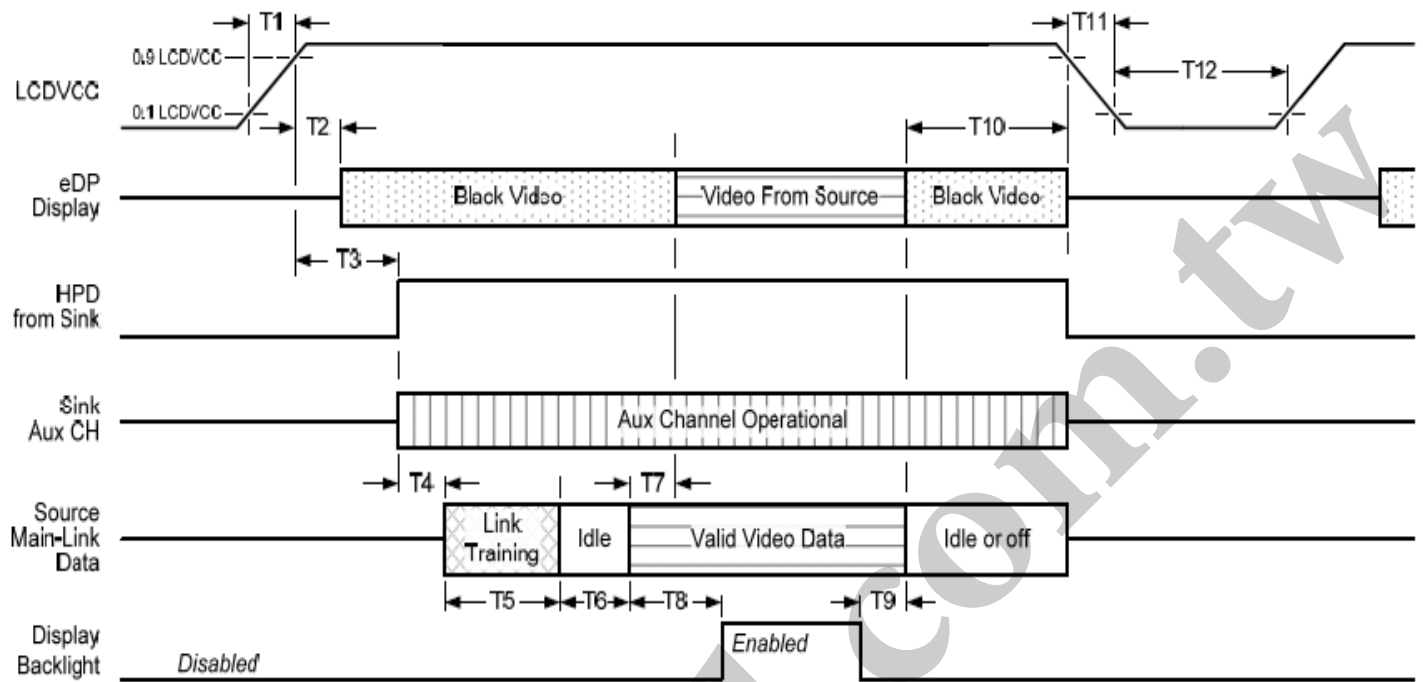 T1
T11
0.9 LCDVCC
T12
LCDVCC
0.1 LCDVCC
T2
T10
eDP
Display
Black Video
Video From Source
Black Video
T3
HPD
from Sink
Sink
Aux CH
Aux Channel Operational
T4
T7
Source
Main-Link
Data
Link
Training
Idle
Valid Video Data
Idle or off
T5
T6
T8
T9
Display
Backlight
Disabled
Enabled
com.tw